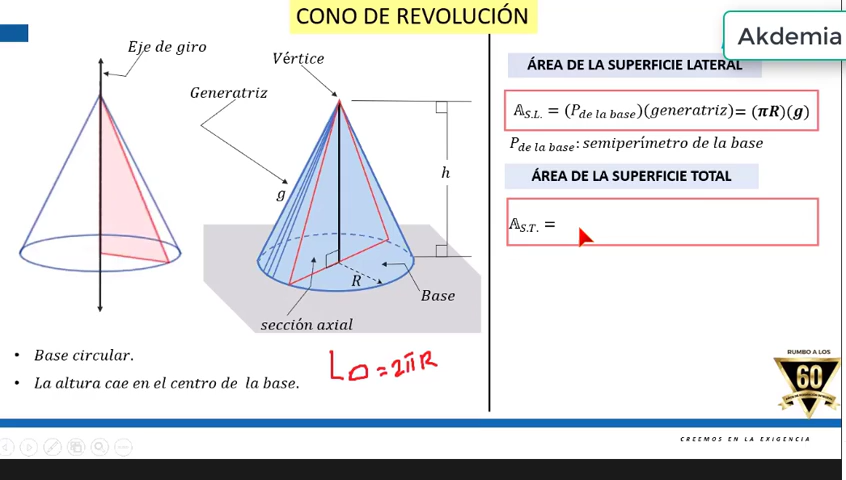 CONO DE REVOLUCIÓN
Akdemia
Eje de giro
Vértice
Generatriz
g
h
R
Base
sección axial
• Base circular.
• La altura cae en el centro de la base.
L○ = 2πR
ÁREA DE LA SUPERFICIE LATERAL
𝔸S.L. = (Pde la base)(generatriz) = (πR)(g)
Pde la base: semiperímetro de la base
ÁREA DE LA SUPERFICIE TOTAL
𝔸S.T. =
RUMBO A LOS
60
CREEMOS EN LA EXIGENCIA